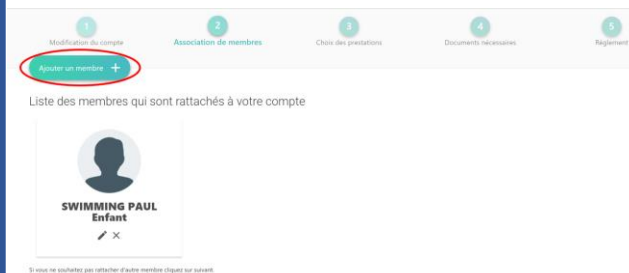 1 2 3 4 5
Modification du compte Association de membres Choix des prestations Documents nécessaires Règlement
Ajouter un membre +
Liste des membres qui sont rattachés à votre compte
SWIMMING PAUL
Enfant
Si vous ne souhaitez pas rattacher d'autre membre cliquez sur suivant.